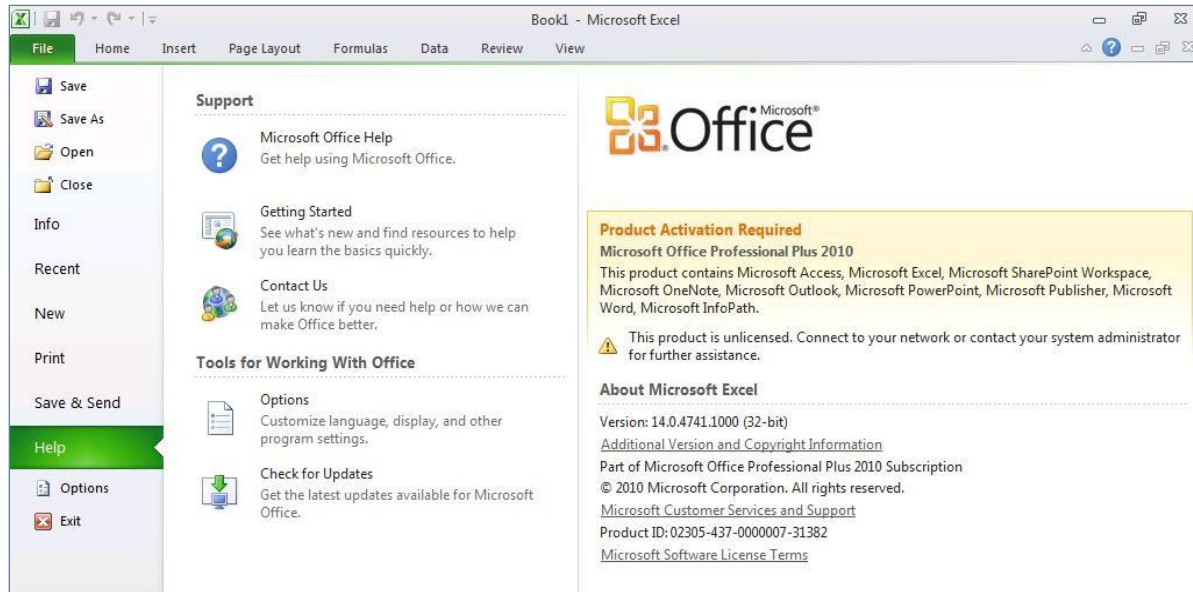 Book1 - Microsoft Excel
File Home Insert Page Layout Formulas Data Review View
Save
Save As
Open
Close
Info
Recent
New
Print
Save & Send
Help
Options
Exit
Support
Microsoft Office Help
Get help using Microsoft Office.
Getting Started
See what's new and find resources to help
you learn the basics quickly.
Contact Us
Let us know if you need help or how we can
make Office better.
Tools for Working With Office
Options
Customize language, display, and other
program settings.
Check for Updates
Get the latest updates available for Microsoft
Office.
Microsoft®
Office
Product Activation Required
Microsoft Office Professional Plus 2010
This product contains Microsoft Access, Microsoft Excel, Microsoft SharePoint Workspace,
Microsoft OneNote, Microsoft Outlook, Microsoft PowerPoint, Microsoft Publisher, Microsoft
Word, Microsoft InfoPath.
This product is unlicensed. Connect to your network or contact your system administrator
for further assistance.
About Microsoft Excel
Version: 14.0.4741.1000 (32-bit)
Additional Version and Copyright Information
Part of Microsoft Office Professional Plus 2010 Subscription
© 2010 Microsoft Corporation. All rights reserved.
Microsoft Customer Services and Support
Product ID: 02305-437-0000007-31382
Microsoft Software License Terms